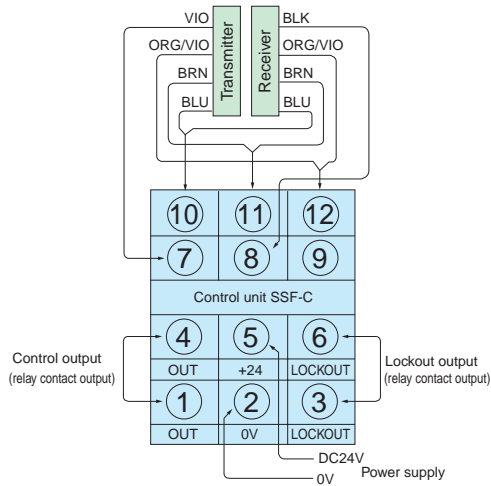 VIO
BLK
ORG/VIO
ORG/VIO
BRN
BRN
BLU
BLU
Transmitter
Receiver
10
11
12
7
8
9
Control unit SSF-C
4
5
6
OUT
+24
LOCKOUT
1
2
3
OUT
0V
LOCKOUT
Control output
(relay contact output)
Lockout output
(relay contact output)
DC24V
0V
Power supply